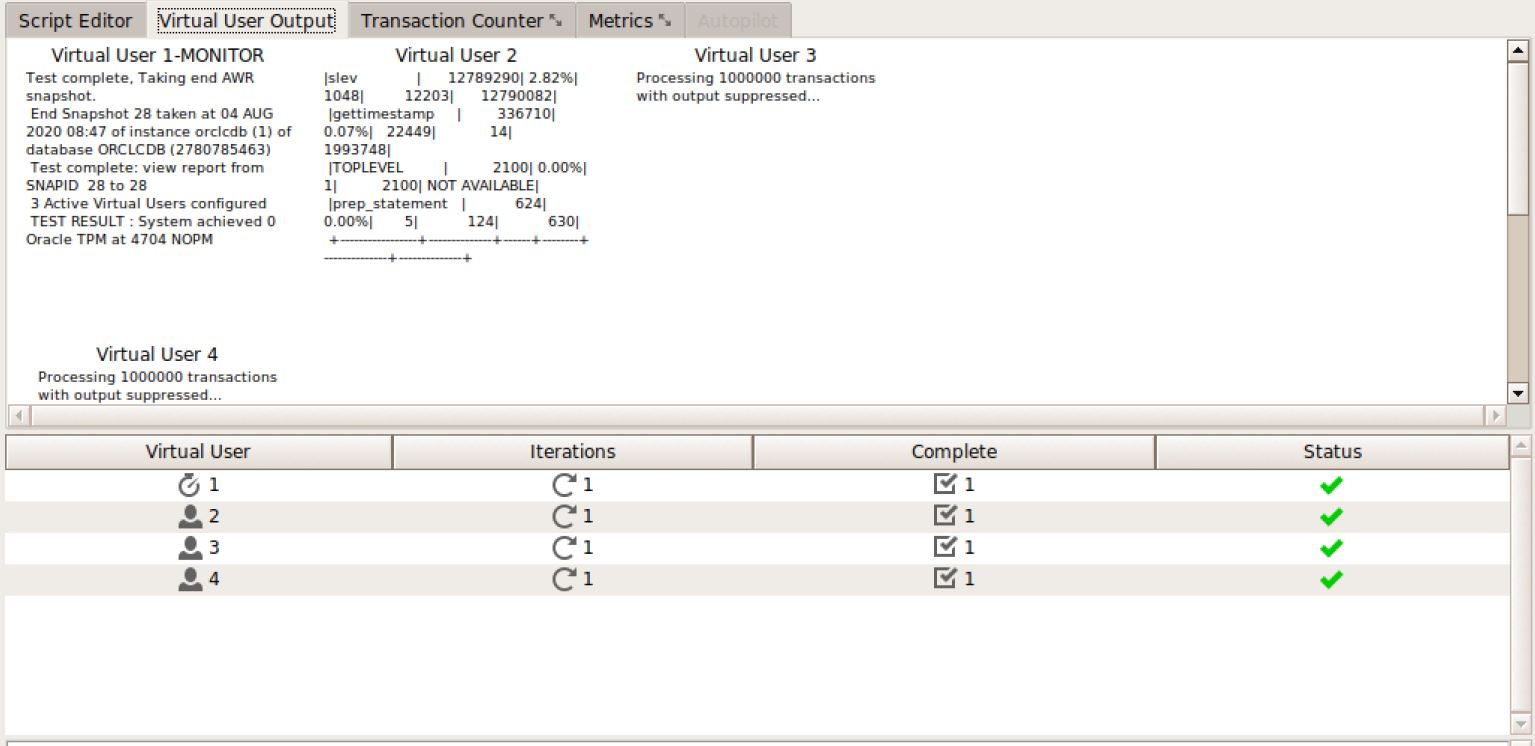 Script Editor Virtual User Output Transaction Counter Metrics Autopilot
Virtual User 1-MONITOR
Test complete, Taking end AWR
snapshot.
End Snapshot 28 taken at 04 AUG
2020 08:47 of instance orclcdb (1) of
database ORCLCDB (2780785463)
Test complete: view report from
SNAPID 28 to 28
3 Active Virtual Users configured
TEST RESULT : System achieved 0
Oracle TPM at 4704 NOPM
Virtual User 2
|slev | 12789290| 2.82%|
1048| 12203| 12790082|
|gettimestamp | 336710|
0.07%| 22449| 14|
1993748|
|TOPLEVEL | 2100| 0.00%|
1| 2100| NOT AVAILABLE|
|prep_statement | 624|
0.00%| 5| 124| 630|
+-----------------+--------------+------+--------+
--------------+--------------+
Virtual User 3
Processing 1000000 transactions
with output suppressed...
Virtual User 4
Processing 1000000 transactions
with output suppressed...
Virtual User Iterations Complete Status
1 1 1
2 1 1
3 1 1
4 1 1